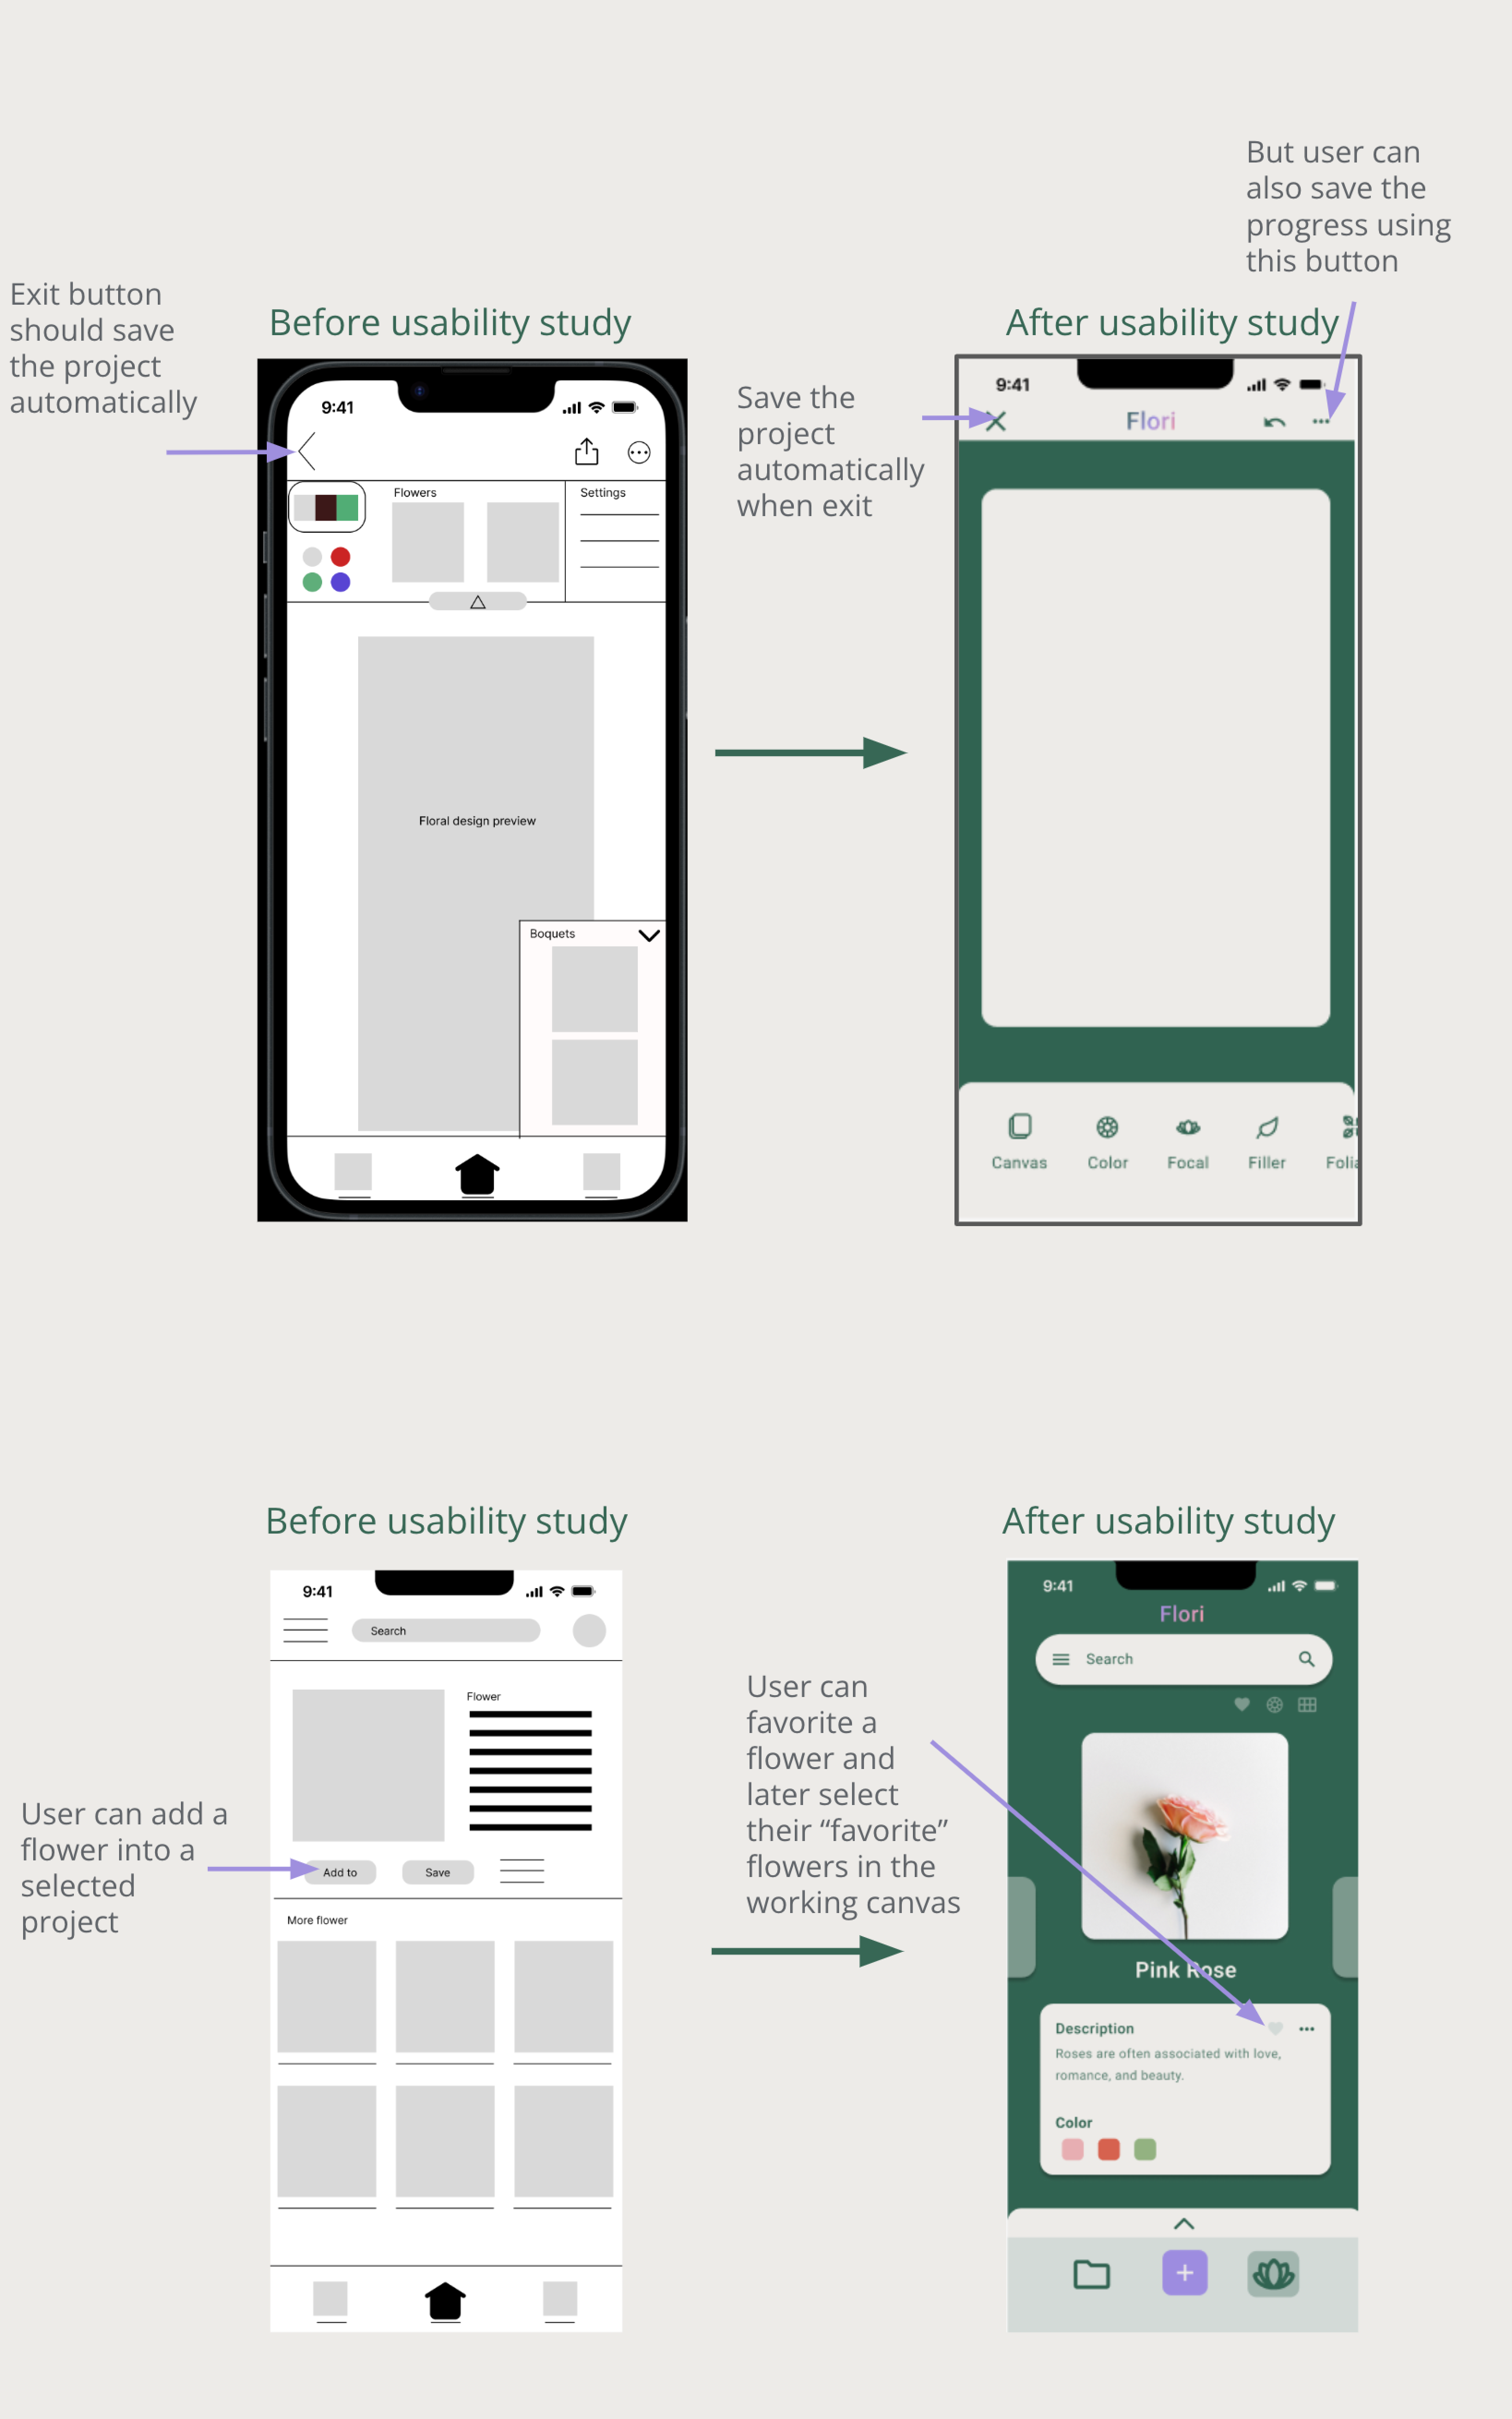 But user can
also save the
progress using
this button
Exit button
should save
the project
automatically
Before usability study
After usability study
9:41
Flowers
Settings
Floral design preview
Boquets
Save the
project
automatically
when exit
9:41
Flori
Canvas
Color
Focal
Filler
Folia
Before usability study
After usability study
9:41
Search
Flower
User can add a
flower into a
selected
project
Add to
Save
More flower
User can
favorite a
flower and
later select
their “favorite”
flowers in the
working canvas
9:41
Flori
Search
Pink Rose
Description
Roses are often associated with love,
romance, and beauty.
Color